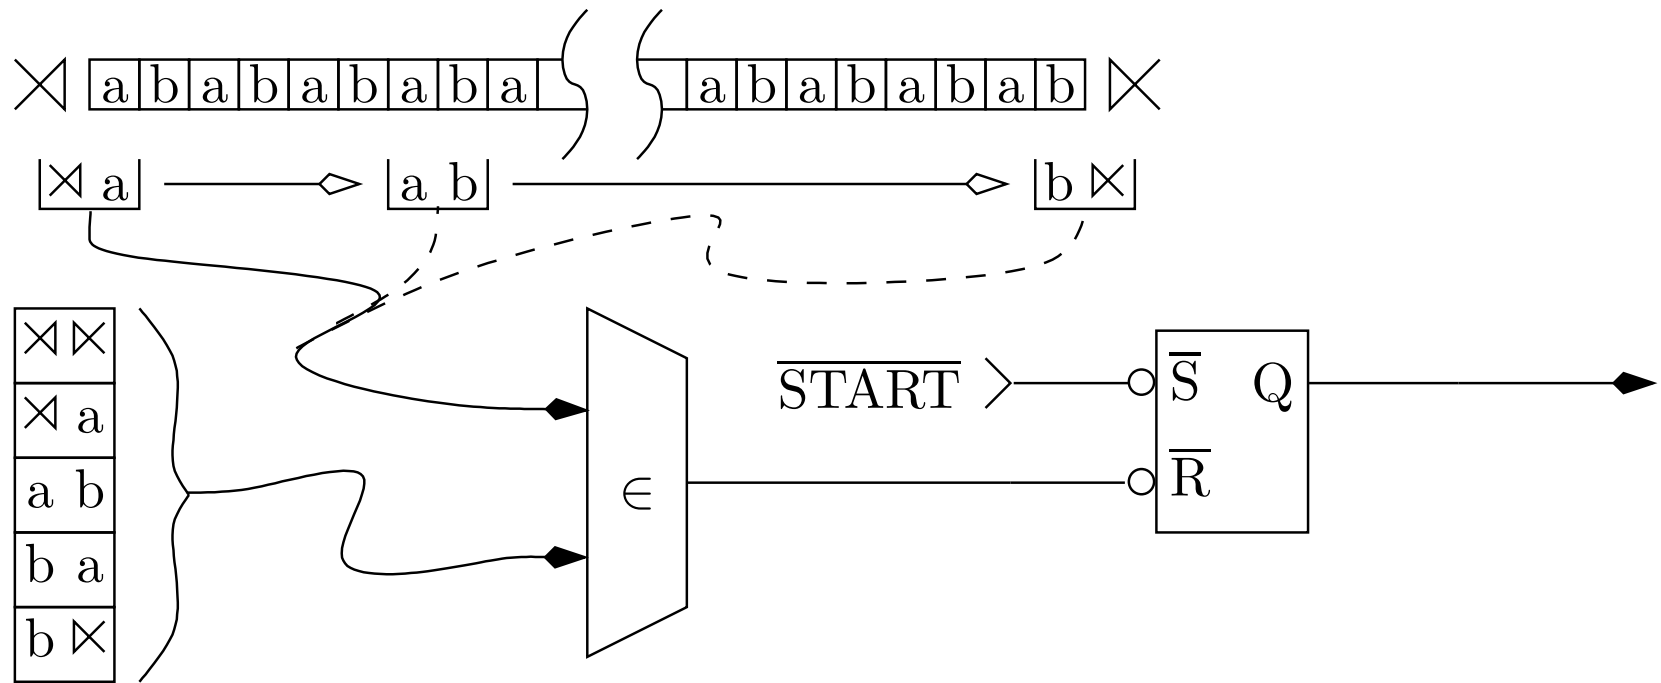 ⋊ a b a b a b a b a a b a b a b a b ⋉
⋊ a a b b ⋉
⋊ ⋉
⋊ a
a b
b a
b ⋉
∈
START
S Q
R